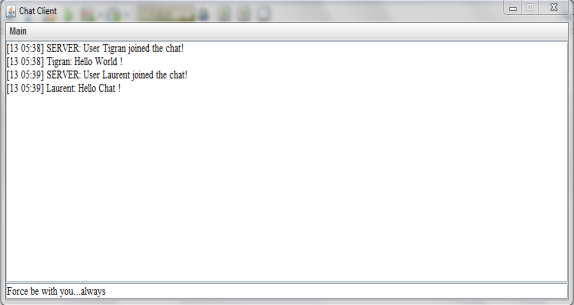 Chat Client
Main
[13 05:38] SERVER: User Tigran joined the chat!
[13 05:38] Tigran: Hello World !
[13 05:39] SERVER: User Laurent joined the chat!
[13 05:39] Laurent: Hello Chat !
Force be with you...always